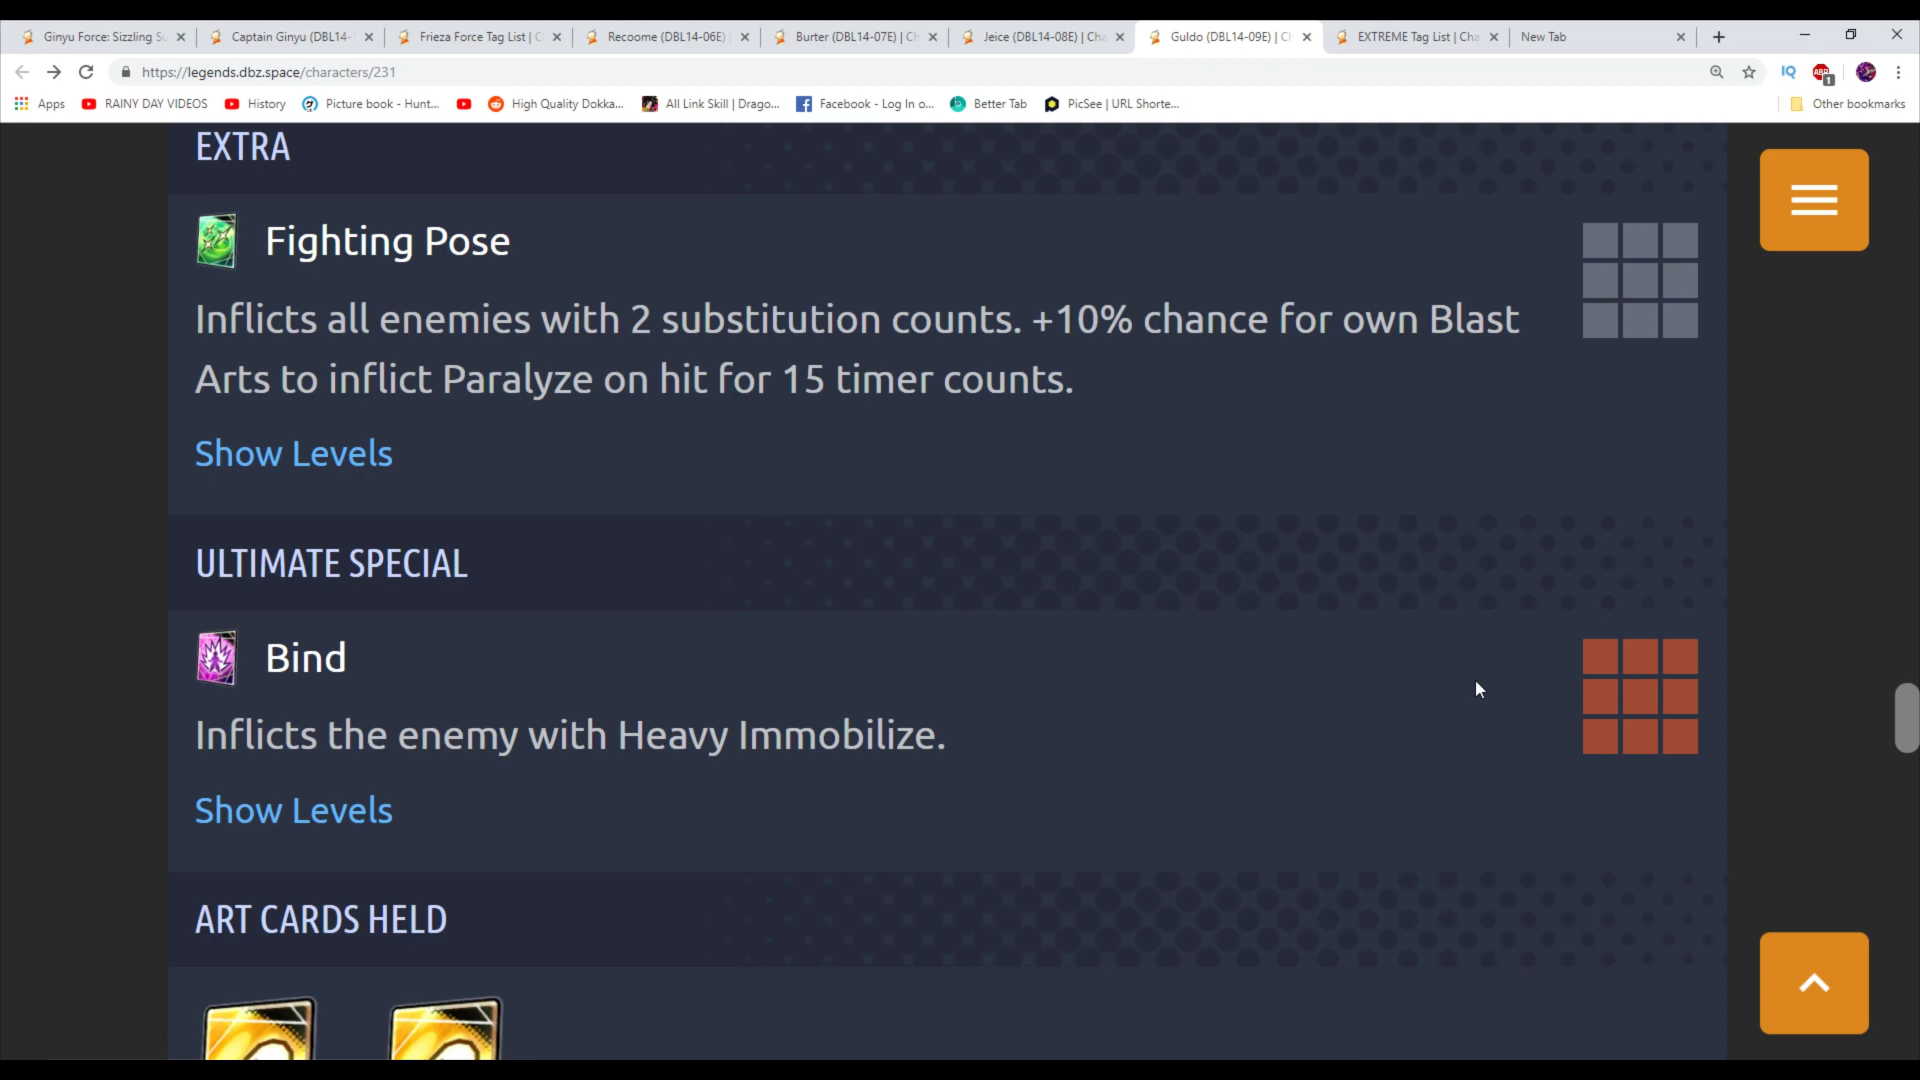 Ginyu Force: Sizzling Su
Captain Ginyu (DBL14-
Frieza Force Tag List | C
Recoome (DBL14-06E)
Burter (DBL14-07E) | Ch
Jeice (DBL14-08E) | Cha
Guldo (DBL14-09E) | Ch
EXTREME Tag List | Cha
New Tab
https://legends.dbz.space/characters/231
IQ
ABP
1
Apps
RAINY DAY VIDEOS
History
Picture book - Hunt...
High Quality Dokka...
All Link Skill | Drago...
Facebook - Log In o...
Better Tab
PicSee | URL Shorte...
Other bookmarks
EXTRA
Fighting Pose
Inflicts all enemies with 2 substitution counts. +10% chance for own Blast
Arts to inflict Paralyze on hit for 15 timer counts.
Show Levels
ULTIMATE SPECIAL
Bind
Inflicts the enemy with Heavy Immobilize.
Show Levels
ART CARDS HELD